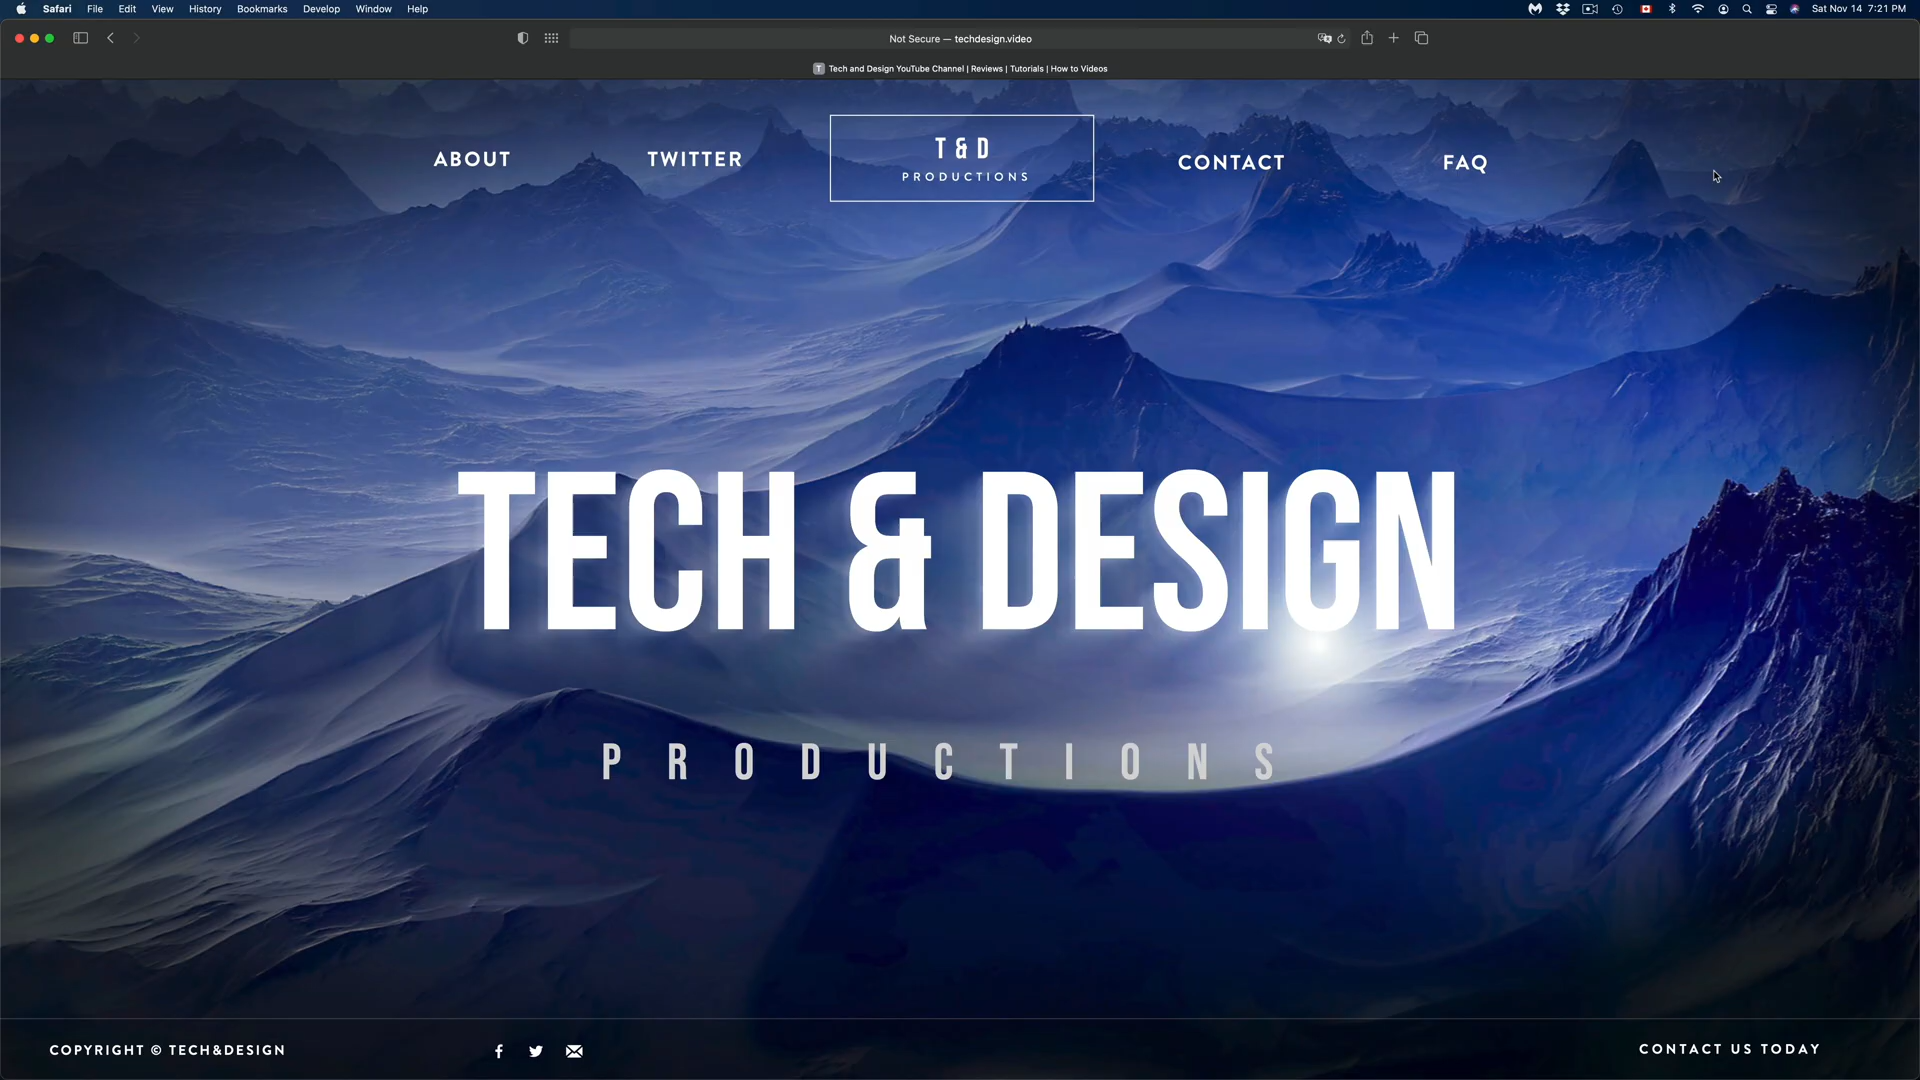 Safari File Edit View History Bookmarks Develop Window Help
Sat Nov 14 7:21 PM
Not Secure — techdesign.video
T Tech and Design YouTube Channel | Reviews | Tutorials | How to Videos
ABOUT
TWITTER
T & D
PRODUCTIONS
CONTACT
FAQ
TECH & DESIGN
PRODUCTIONS
COPYRIGHT © TECH&DESIGN
CONTACT US TODAY